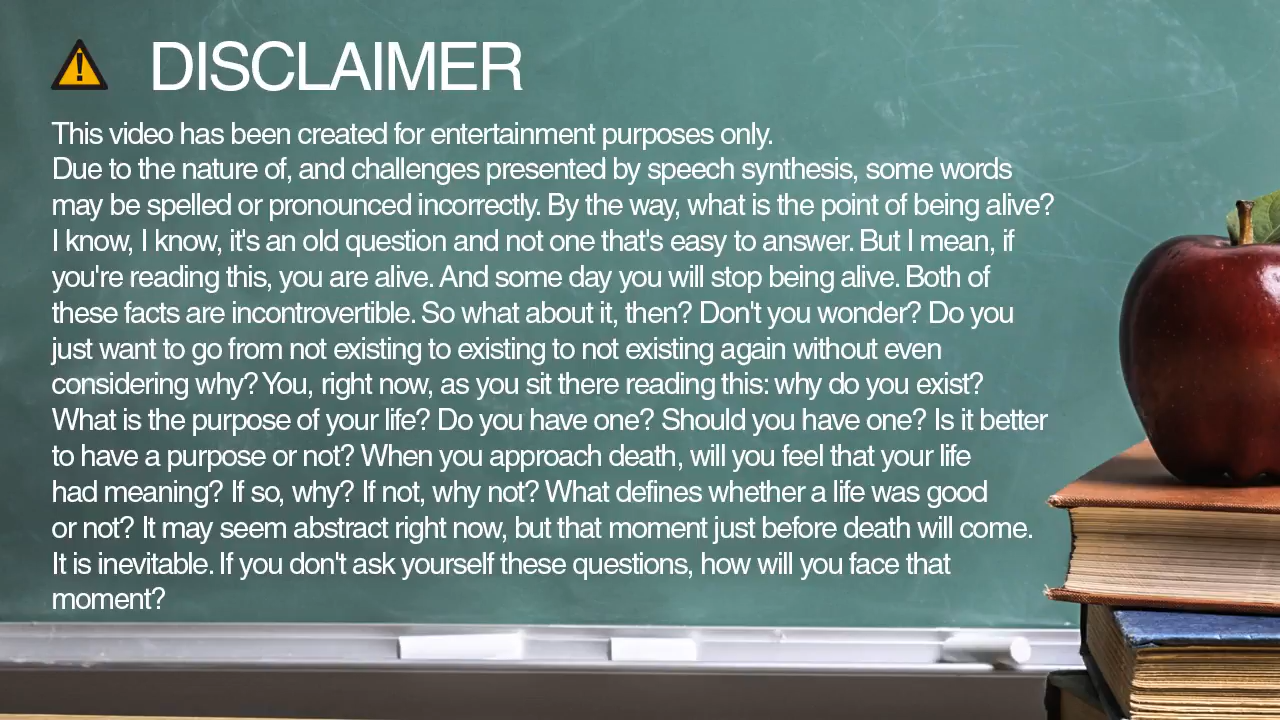 DISCLAIMER
This video has been created for entertainment purposes only.
Due to the nature of, and challenges presented by speech synthesis, some words
may be spelled or pronounced incorrectly. By the way, what is the point of being alive?
I know, I know, it's an old question and not one that's easy to answer. But I mean, if
you're reading this, you are alive. And some day you will stop being alive. Both of
these facts are incontrovertible. So what about it, then? Don't you wonder? Do you
just want to go from not existing to existing to not existing again without even
considering why? You, right now, as you sit there reading this: why do you exist?
What is the purpose of your life? Do you have one? Should you have one? Is it better
to have a purpose or not? When you approach death, will you feel that your life
had meaning? If so, why? If not, why not? What defines whether a life was good
or not? It may seem abstract right now, but that moment just before death will come.
It is inevitable. If you don't ask yourself these questions, how will you face that
moment?